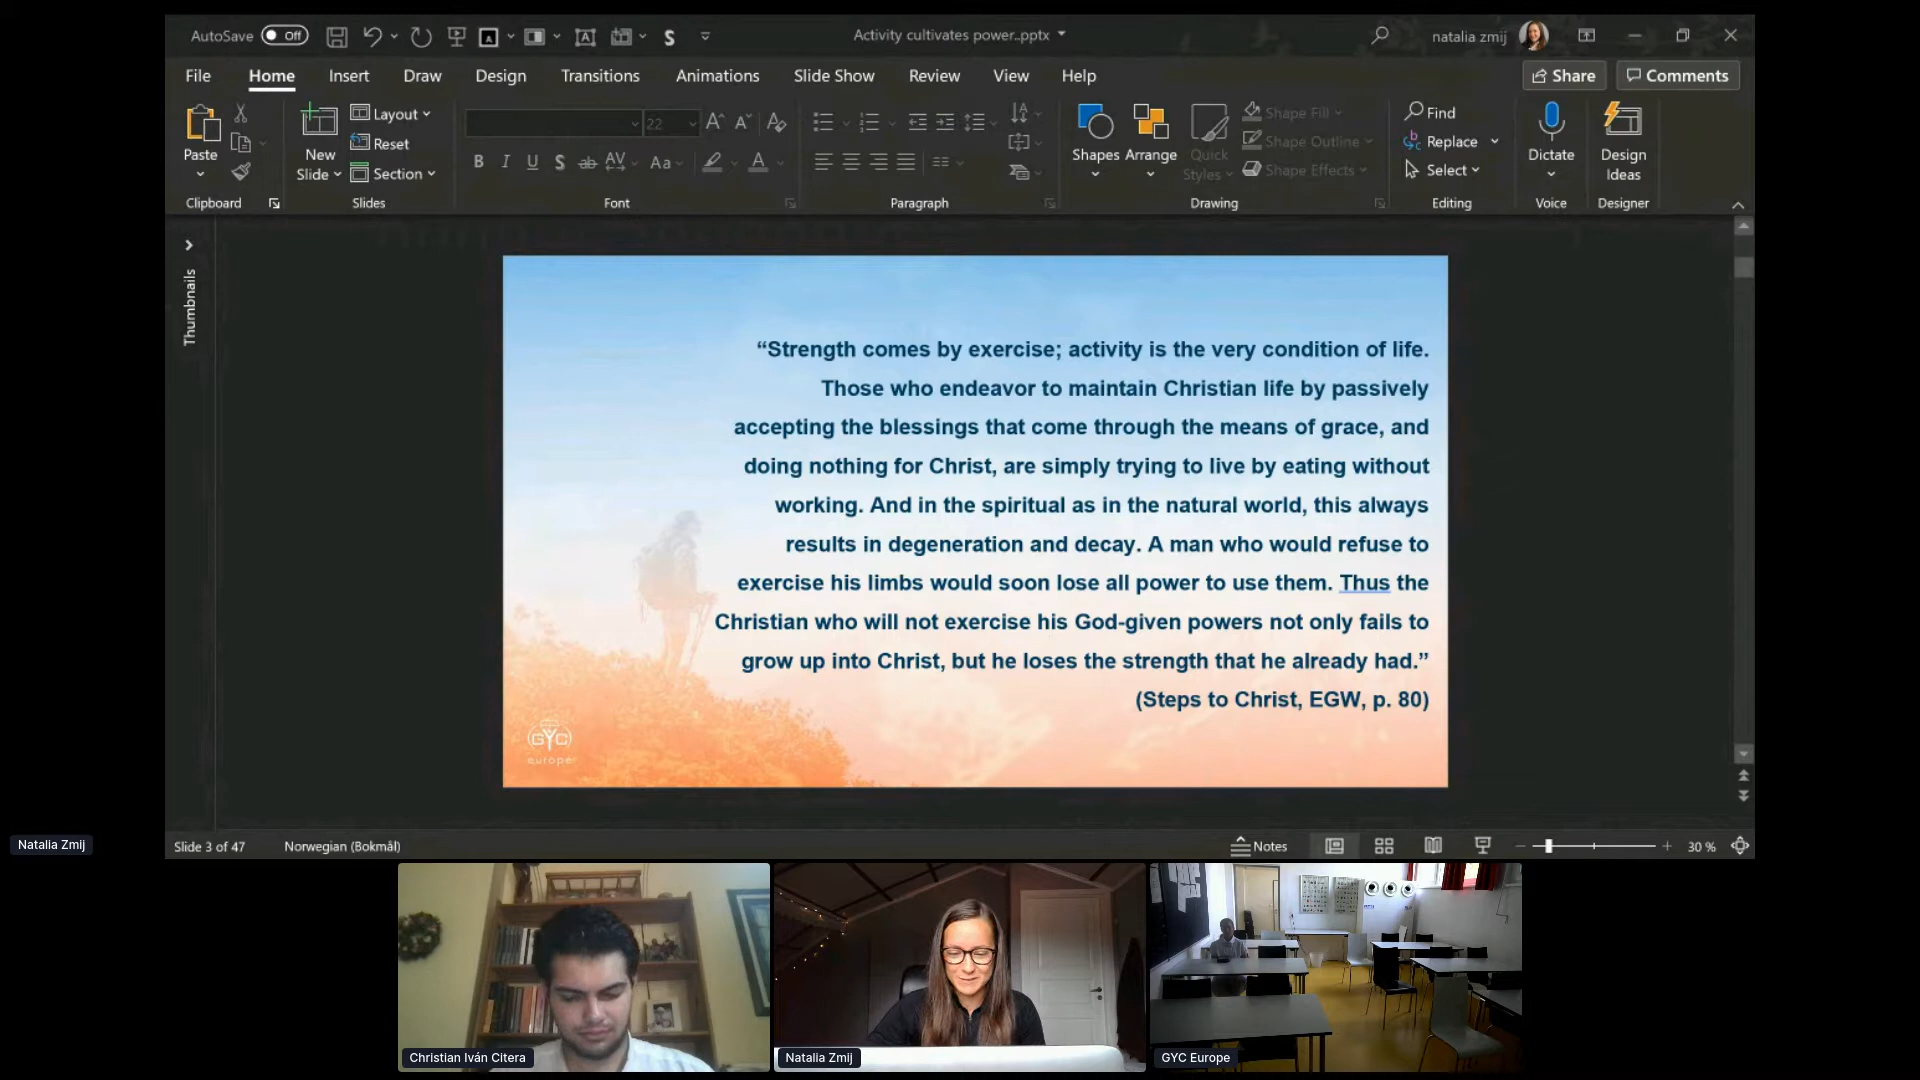 AutoSave Off
Activity cultivates power..pptx
natalia zmij
File Home Insert Draw Design Transitions Animations Slide Show Review View Help
Share Comments
Paste
New Slide
Layout
Reset
Section
22
B I U S ab AV Aa A
Shapes Arrange Quick Styles
Shape Fill
Shape Outline
Shape Effects
Find
Replace
Select
Dictate
Design Ideas
Clipboard Slides Font Paragraph Drawing Editing Voice Designer
Thumbnails
“Strength comes by exercise; activity is the very condition of life.
Those who endeavor to maintain Christian life by passively
accepting the blessings that come through the means of grace, and
doing nothing for Christ, are simply trying to live by eating without
working. And in the spiritual as in the natural world, this always
results in degeneration and decay. A man who would refuse to
exercise his limbs would soon lose all power to use them. Thus the
Christian who will not exercise his God-given powers not only fails to
grow up into Christ, but he loses the strength that he already had.”
(Steps to Christ, EGW, p. 80)
GYC
europe
Slide 3 of 47 Norwegian (Bokmål) Notes 30 %
Natalia Zmij
Christian Iván Citera
Natalia Zmij
GYC Europe